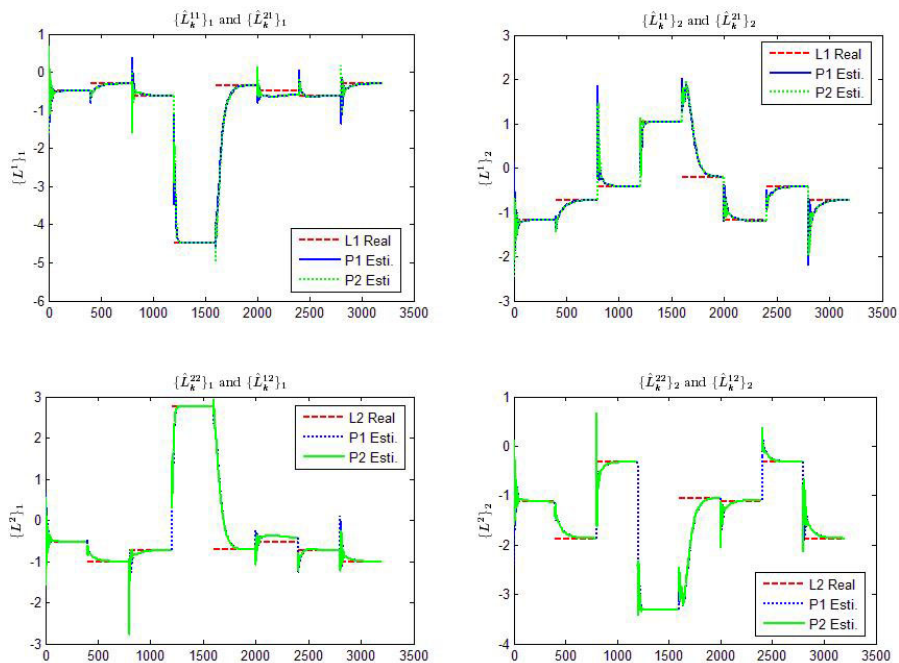 {L̂ₖ¹¹}₁ and {L̂ₖ²¹}₁
1
0
-1
-2
-3
-4
-5
-6
{L¹}₁
L1 Real
P1 Esti.
P2 Esti
0 500 1000 1500 2000 2500 3000 3500
{L̂ₖ¹¹}₂ and {L̂ₖ²¹}₂
3
2
1
0
-1
-2
-3
{L¹}₂
L1 Real
P1 Esti.
P2 Esti.
0 500 1000 1500 2000 2500 3000 3500
{L̂ₖ²²}₁ and {L̂ₖ¹²}₁
3
2
1
0
-1
-2
-3
{L²}₁
L2 Real
P1 Esti.
P2 Esti.
0 500 1000 1500 2000 2500 3000 3500
{L̂ₖ²²}₂ and {L̂ₖ¹²}₂
1
0
-1
-2
-3
-4
{L²}₂
L2 Real
P1 Esti.
P2 Esti.
0 500 1000 1500 2000 2500 3000 3500